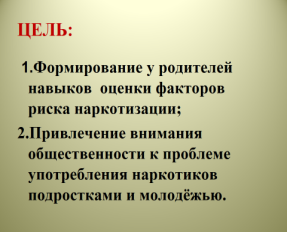 ЦЕЛЬ:
1.Формирование у родителей
навыков оценки факторов
риска наркотизации;
2.Привлечение внимания
общественности к проблеме
употребления наркотиков
подростками и молодёжью.